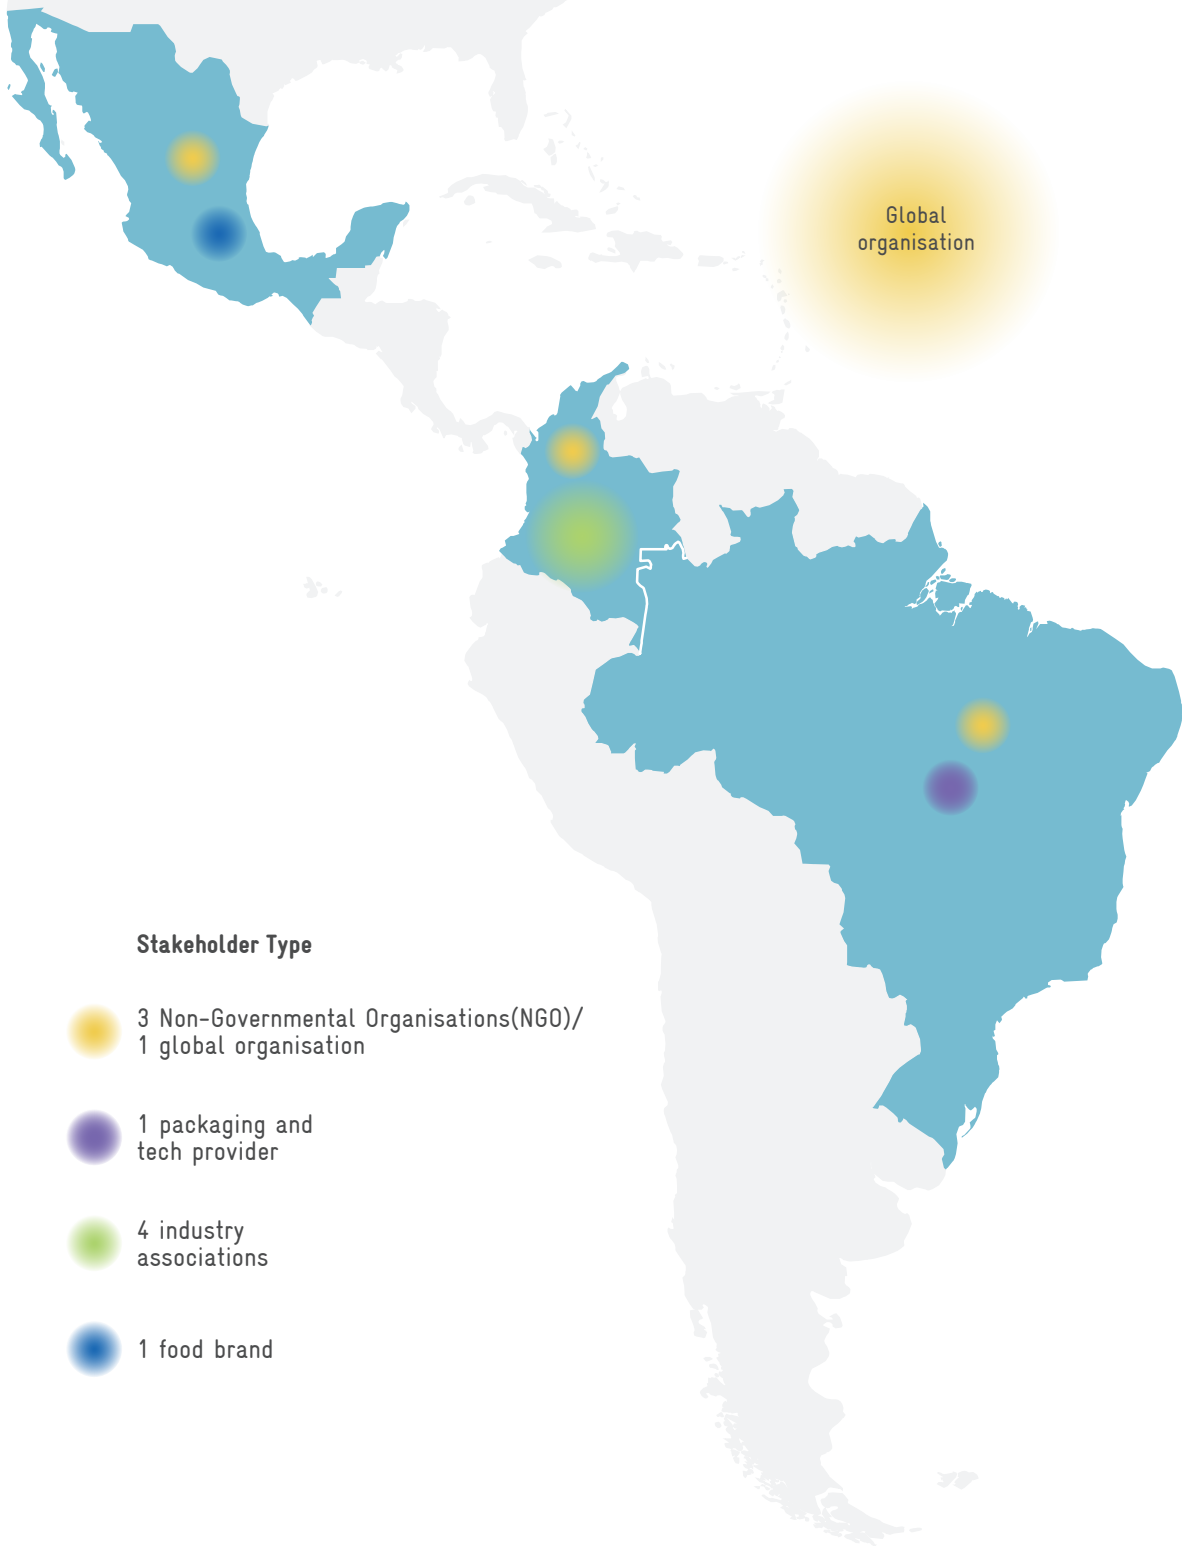 Global
organisation
Stakeholder Type
3 Non-Governmental Organisations(NGO)/
1 global organisation
1 packaging and
tech provider
4 industry
associations
1 food brand